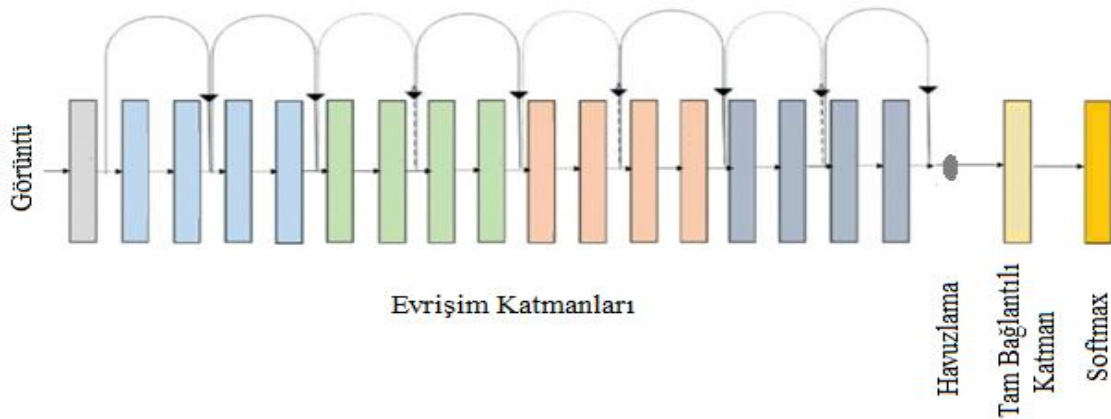 Görüntü
Evrişim Katmanları
Havuzlama
Tam Bağlantılı
Katman
Softmax